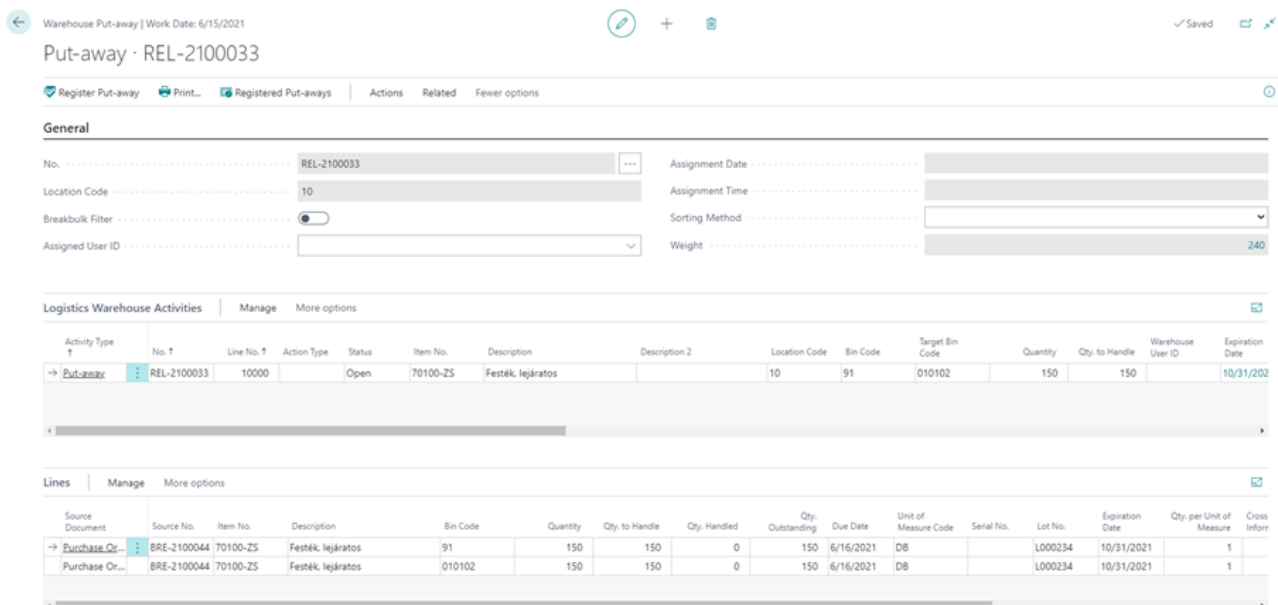 Warehouse Put-away | Work Date: 6/15/2021
Saved
Put-away · REL-2100033
Register Put-away Print... Registered Put-aways Actions Related Fewer options
General
No. REL-2100033 Assignment Date
Location Code 10 Assignment Time
Breakbulk Filter Sorting Method
Assigned User ID Weight 240
Logistics Warehouse Activities Manage More options
Activity Type ↑ No. ↑ Line No. ↑ Action Type Status Item No. Description Description 2 Location Code Bin Code Target Bin Code Quantity Qty. to Handle Warehouse User ID Expiration Date
Put-away REL-2100033 10000 Open 70100-ZS Festék, lejáratos 10 91 010102 150 150 10/31/202
Lines Manage More options
Source Document Source No. Item No. Description Bin Code Quantity Qty. to Handle Qty. Handled Qty. Outstanding Due Date Unit of Measure Code Serial No. Lot No. Expiration Date Qty. per Unit of Measure Cross Inforr
Purchase Or... BRE-2100044 70100-ZS Festék, lejáratos 91 150 150 0 150 6/16/2021 DB L000234 10/31/2021 1
Purchase Or... BRE-2100044 70100-ZS Festék, lejáratos 010102 150 150 0 150 6/16/2021 DB L000234 10/31/2021 1